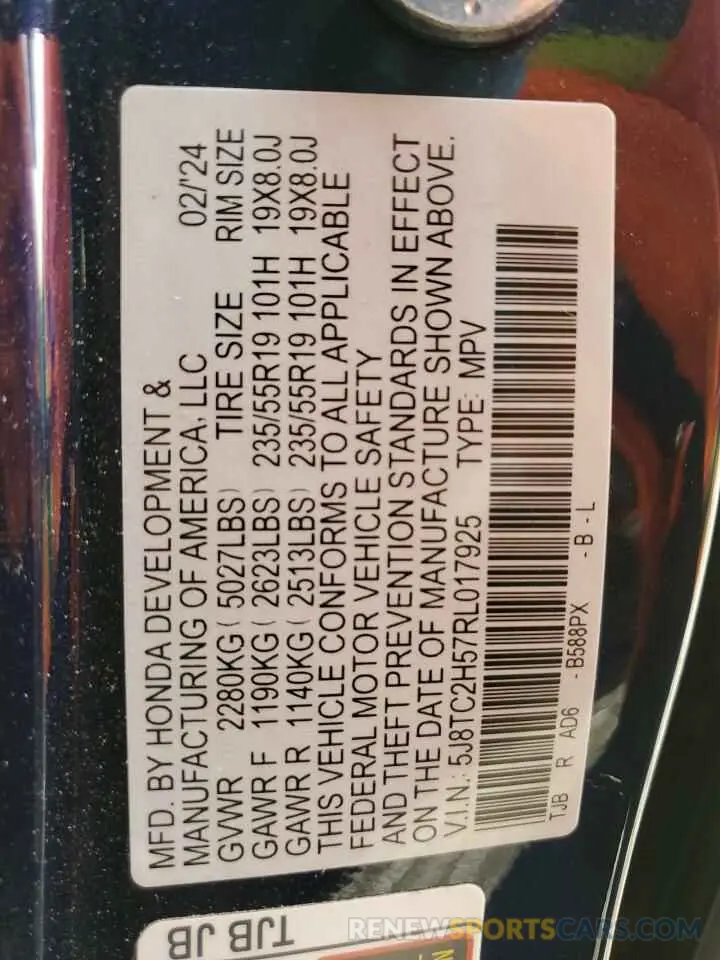 MFD. BY HONDA DEVELOPMENT &
MANUFACTURING OF AMERICA, LLC 02/'24
GVWR 2280KG ( 5027LBS) TIRE SIZE RIM SIZE
GAWR F 1190KG ( 2623LBS) 235/55R19 101H 19X8.0J
GAWR R 1140KG ( 2513LBS) 235/55R19 101H 19X8.0J
THIS VEHICLE CONFORMS TO ALL APPLICABLE
FEDERAL MOTOR VEHICLE SAFETY
AND THEFT PREVENTION STANDARDS IN EFFECT
ON THE DATE OF MANUFACTURE SHOWN ABOVE.
V.I.N.: 5J8TC2H57RL017925 TYPE: MPV
TJB R AD6 - B588PX - B - L
TJB JB
RENEWSPORTSCARS.COM